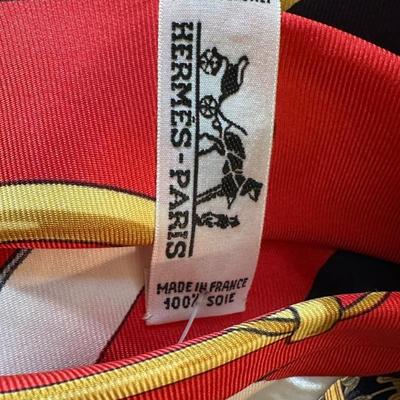 HERMÈS-PARIS
MADE IN FRANCE
100% SOIE